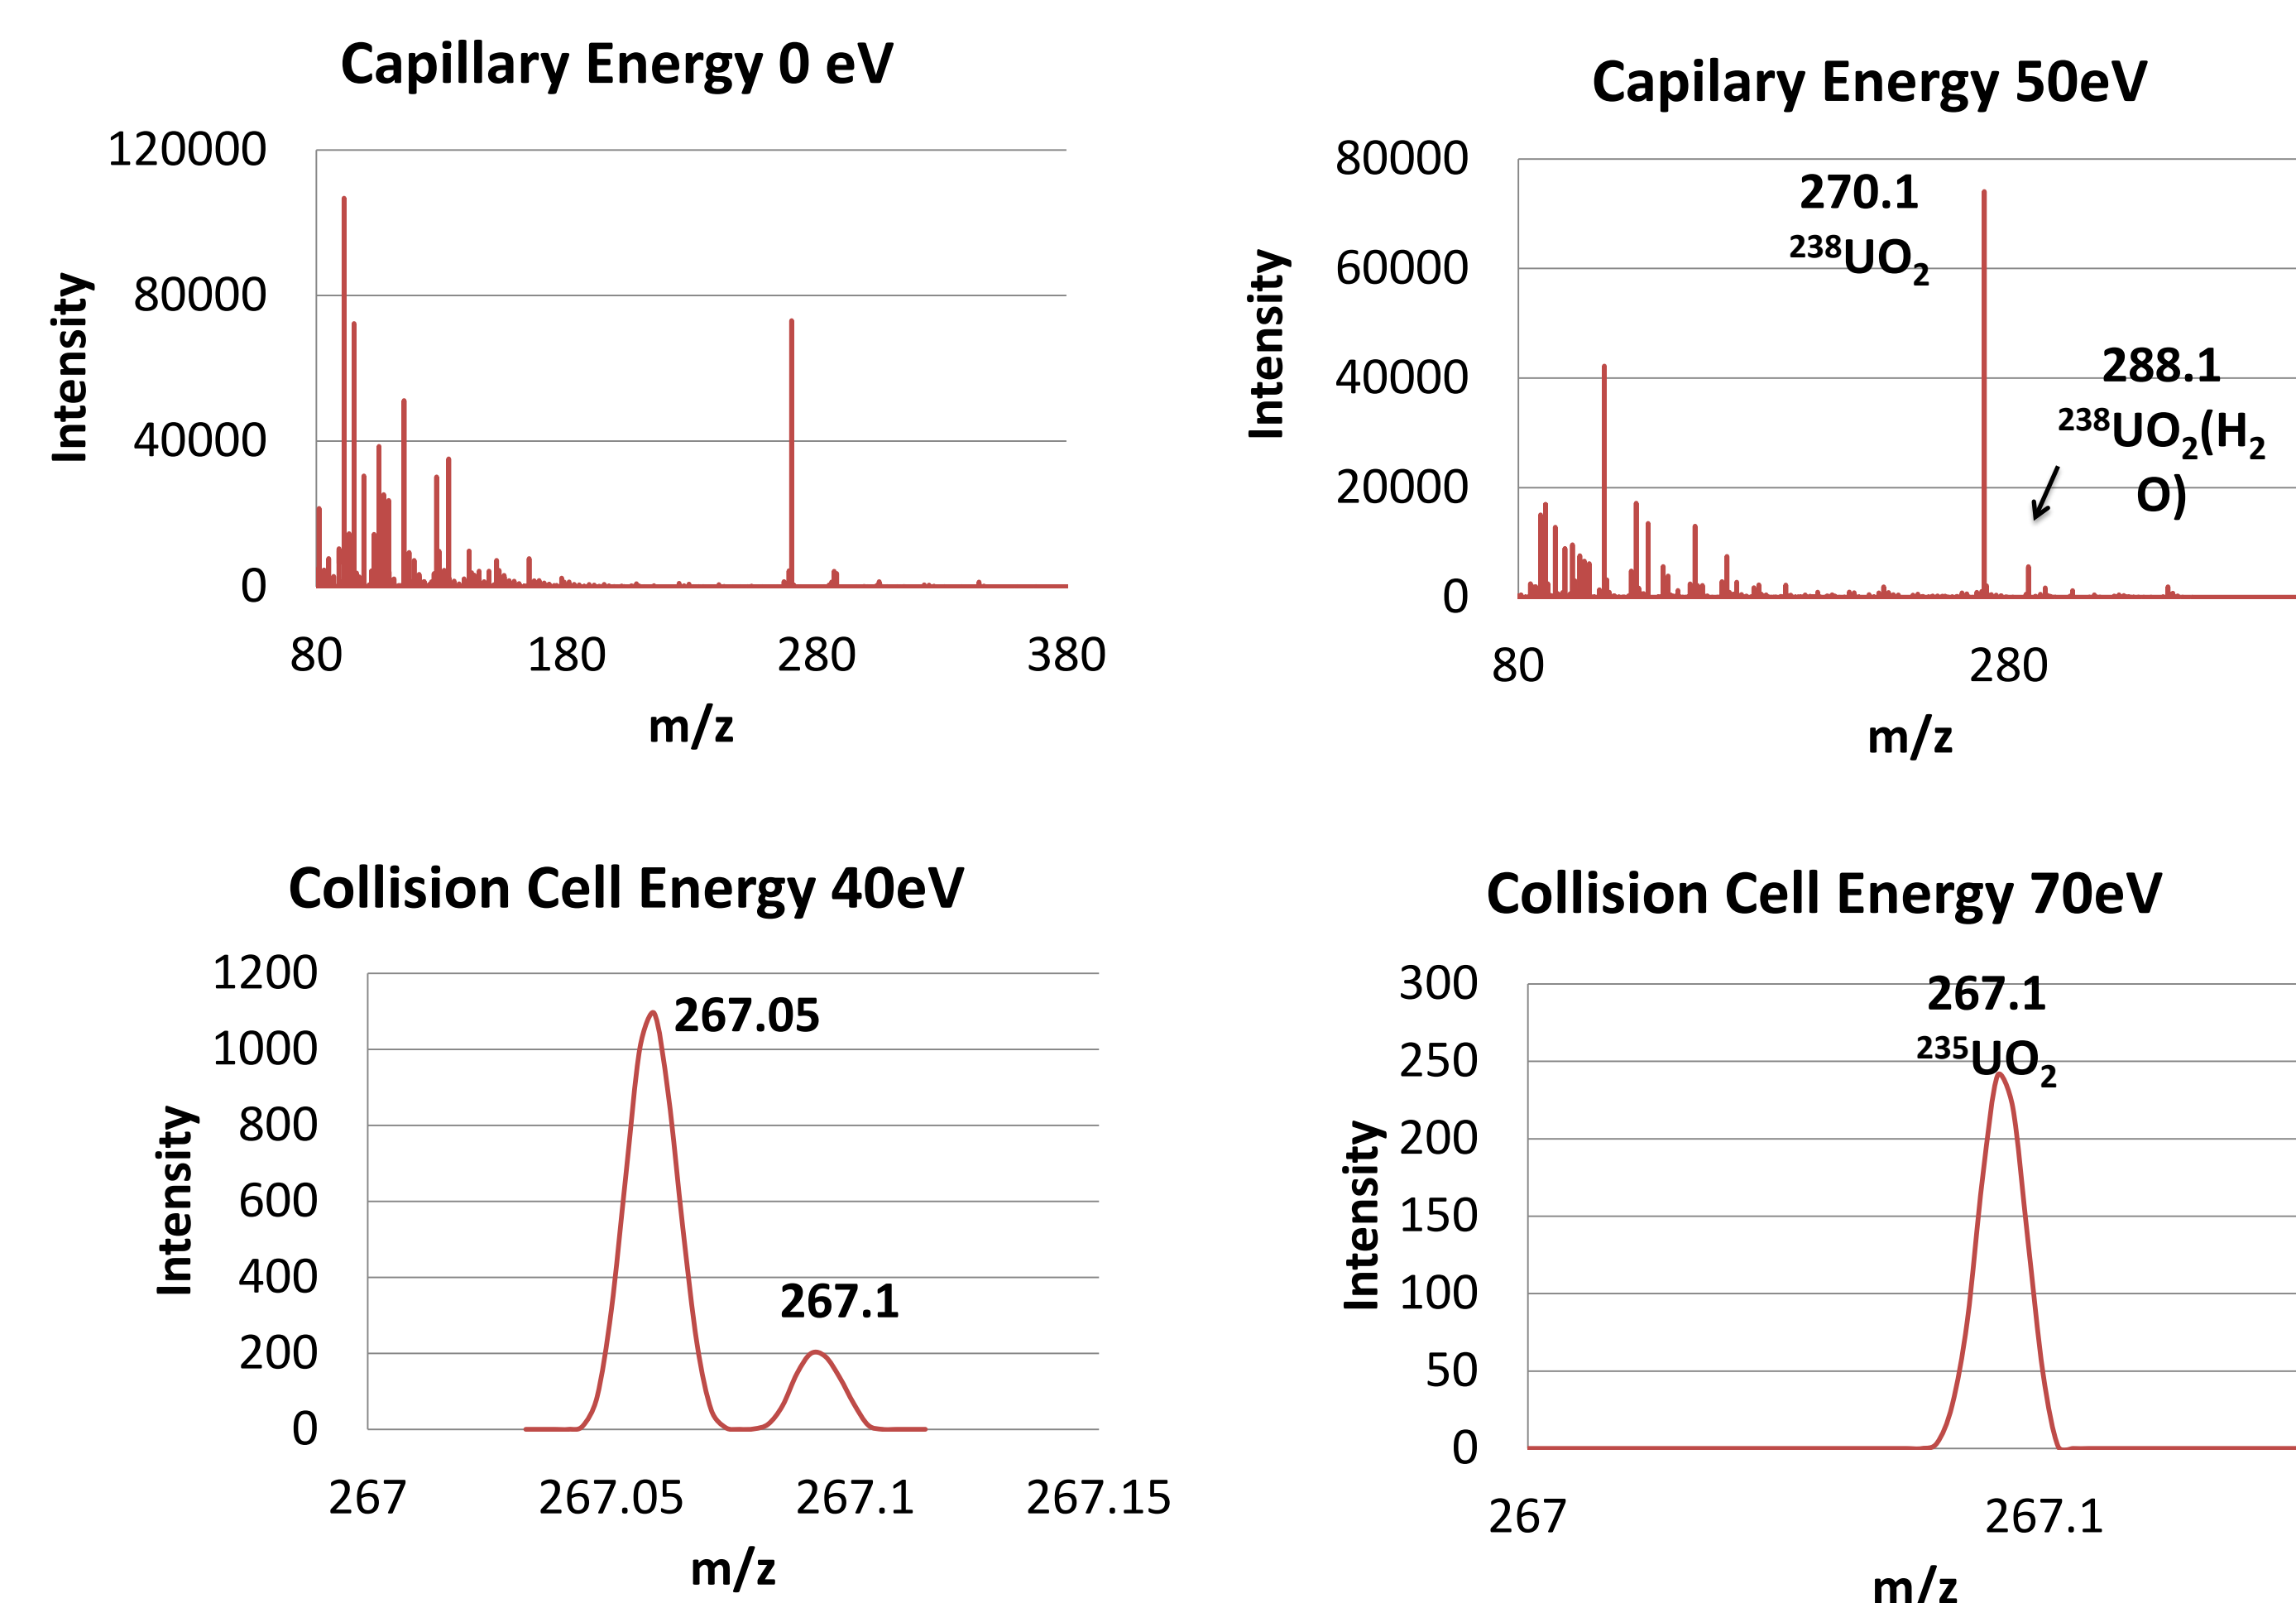 Capillary Energy 0 eV
120000
80000
40000
0
Intensity
80 180 280 380
m/z
Capilary Energy 50eV
80000
60000
40000
20000
0
Intensity
270.1
²³⁸UO₂
288.1
²³⁸UO₂(H₂
O)
80 280
m/z
Collision Cell Energy 40eV
1200
1000
800
600
400
200
0
Intensity
267.05
267.1
267 267.05 267.1 267.15
m/z
Collision Cell Energy 70eV
300
250
200
150
100
50
0
Intensity
267.1
²³⁵UO₂
267 267.1
m/z